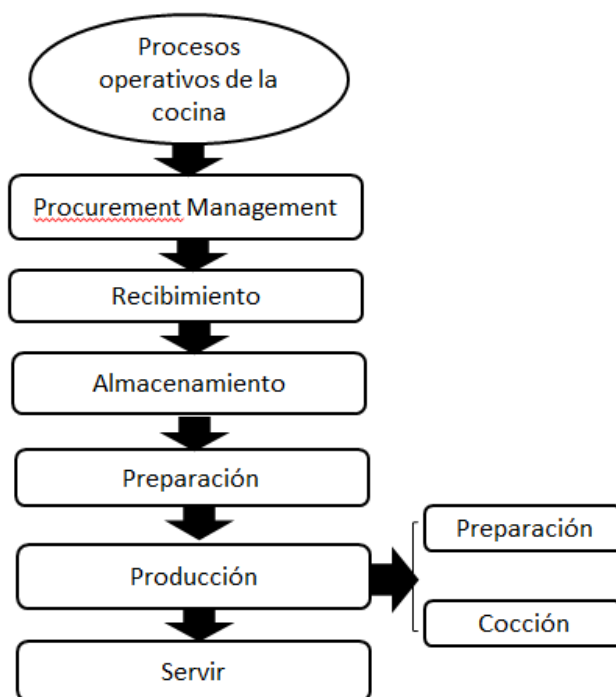 Procesos
operativos de la
cocina
Procurement Management
Recibimiento
Almacenamiento
Preparación
Producción
Preparación
Cocción
Servir